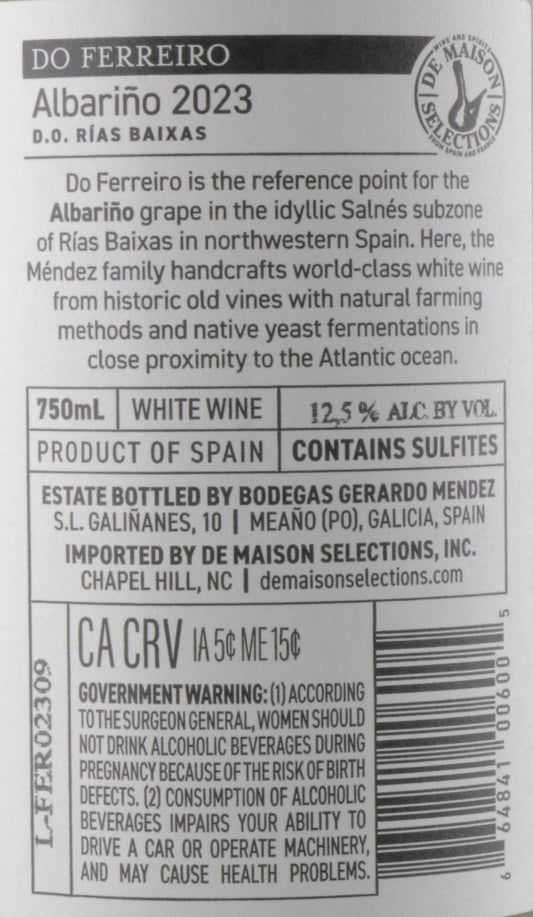 DO FERREIRO
Albariño 2023
D.O. RÍAS BAIXAS
WINE AND SPIRITS
DE MAISON
SELECTIONS
FROM SPAIN AND FRANCE
Do Ferreiro is the reference point for the
Albariño grape in the idyllic Salnés subzone
of Rías Baixas in northwestern Spain. Here, the
Méndez family handcrafts world-class white wine
from historic old vines with natural farming
methods and native yeast fermentations in
close proximity to the Atlantic ocean.
750mL WHITE WINE 12,5 % ALC. BY VOL.
PRODUCT OF SPAIN CONTAINS SULFITES
ESTATE BOTTLED BY BODEGAS GERARDO MENDEZ
S.L. GALIÑANES, 10 | MEAÑO (PO), GALICIA, SPAIN
IMPORTED BY DE MAISON SELECTIONS, INC.
CHAPEL HILL, NC | demaisonselections.com
L-FER02309
CA CRV IA 5¢ ME 15¢
GOVERNMENT WARNING: (1) ACCORDING
TO THE SURGEON GENERAL, WOMEN SHOULD
NOT DRINK ALCOHOLIC BEVERAGES DURING
PREGNANCY BECAUSE OF THE RISK OF BIRTH
DEFECTS. (2) CONSUMPTION OF ALCOHOLIC
BEVERAGES IMPAIRS YOUR ABILITY TO
DRIVE A CAR OR OPERATE MACHINERY,
AND MAY CAUSE HEALTH PROBLEMS.
6 64841 00600 5